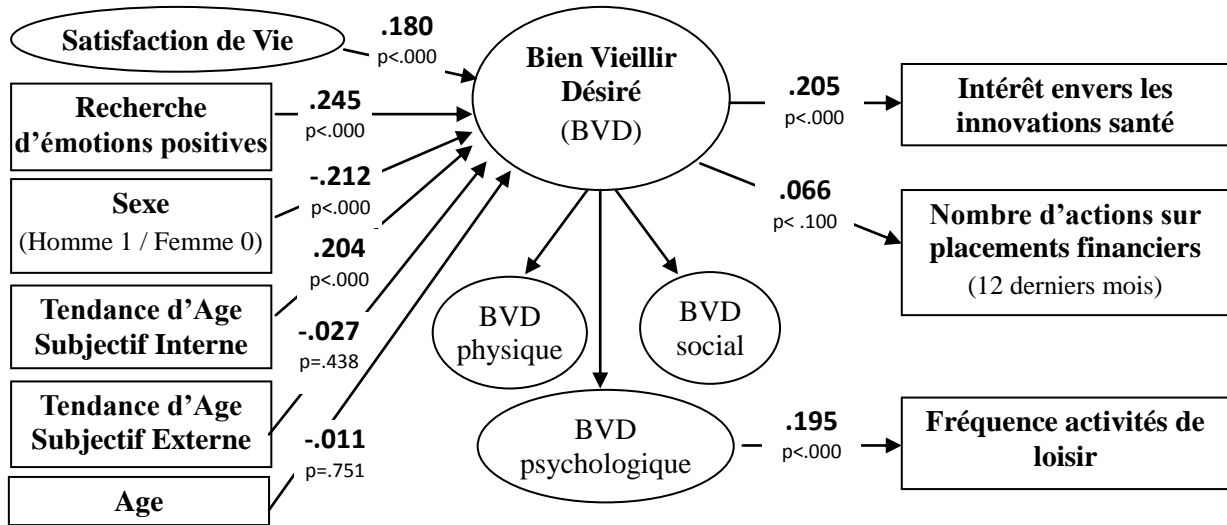 Satisfaction de Vie
.180
p<.000
Recherche
d’émotions positives
.245
p<.000
Sexe
(Homme 1 / Femme 0)
-.212
p<.000
Tendance d’Age
Subjectif Interne
.204
p<.000
Tendance d’Age
Subjectif Externe
-.027
p=.438
Age
-.011
p=.751
Bien Vieillir
Désiré
(BVD)
BVD
physique
BVD
social
BVD
psychologique
.205
p<.000
Intérêt envers les
innovations santé
.066
p< .100
Nombre d’actions sur
placements financiers
(12 derniers mois)
.195
p<.000
Fréquence activités de
loisir